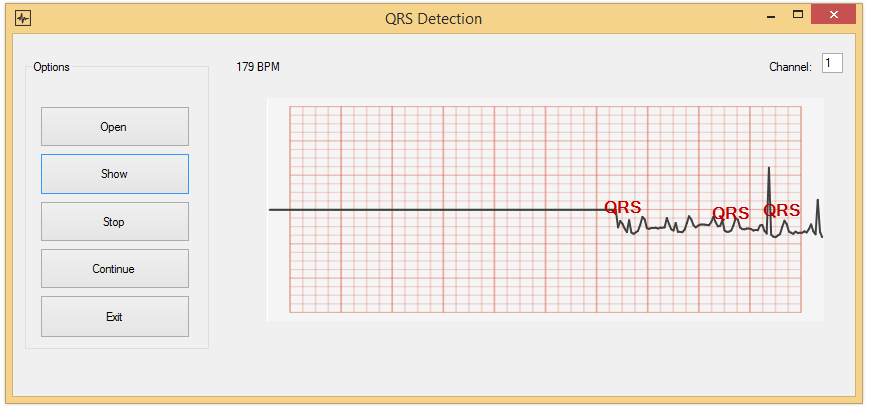 QRS Detection
Options
179 BPM
Channel: 1
Open
Show
Stop
Continue
Exit
QRS
QRS
QRS